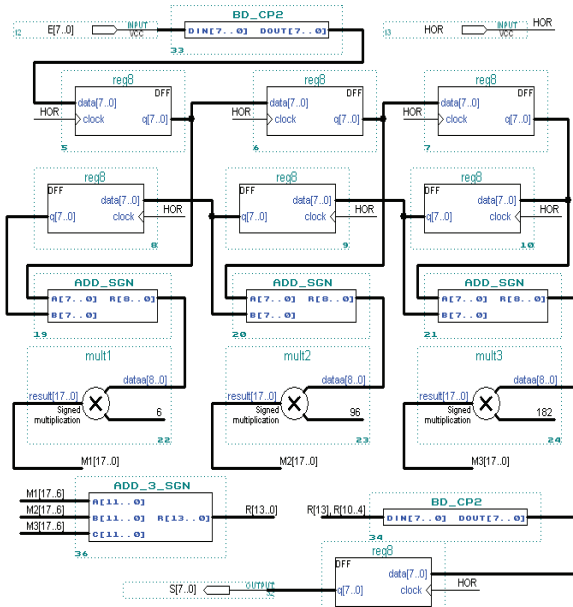 12 E[7..0] INPUT VCC
BD_CP2
DIN[7..0] DOUT[7..0]
33
13 HOR INPUT VCC HOR
reg8
DFF
data[7..0]
HOR clock q[7..0]
5
reg8
DFF
data[7..0]
HOR clock q[7..0]
6
reg8
DFF
data[7..0]
HOR clock q[7..0]
7
reg8
DFF
data[7..0]
q[7..0] clock HOR
8
reg8
DFF
data[7..0]
q[7..0] clock HOR
9
reg8
DFF
data[7..0]
q[7..0] clock HOR
10
ADD_SGN
A[7..0] R[8..0]
B[7..0]
19
ADD_SGN
A[7..0] R[8..0]
B[7..0]
20
ADD_SGN
A[7..0] R[8..0]
B[7..0]
21
mult1
dataa[8..0]
result[17..0]
Signed
multiplication
6
22
M1[17..0]
mult2
dataa[8..0]
result[17..0]
Signed
multiplication
96
23
M2[17..0]
mult3
dataa[8..0]
result[17..0]
Signed
multiplication
182
24
M3[17..0]
ADD_3_SGN
M1[17..6] A[11..0]
M2[17..6] B[11..0] R[13..0] R[13..0]
M3[17..6] C[11..0]
36
BD_CP2
R[13], R[10..4] DIN[7..0] DOUT[7..0]
34
reg8
DFF
data[7..0]
S[7..0] OUTPUT q[7..0] clock HOR